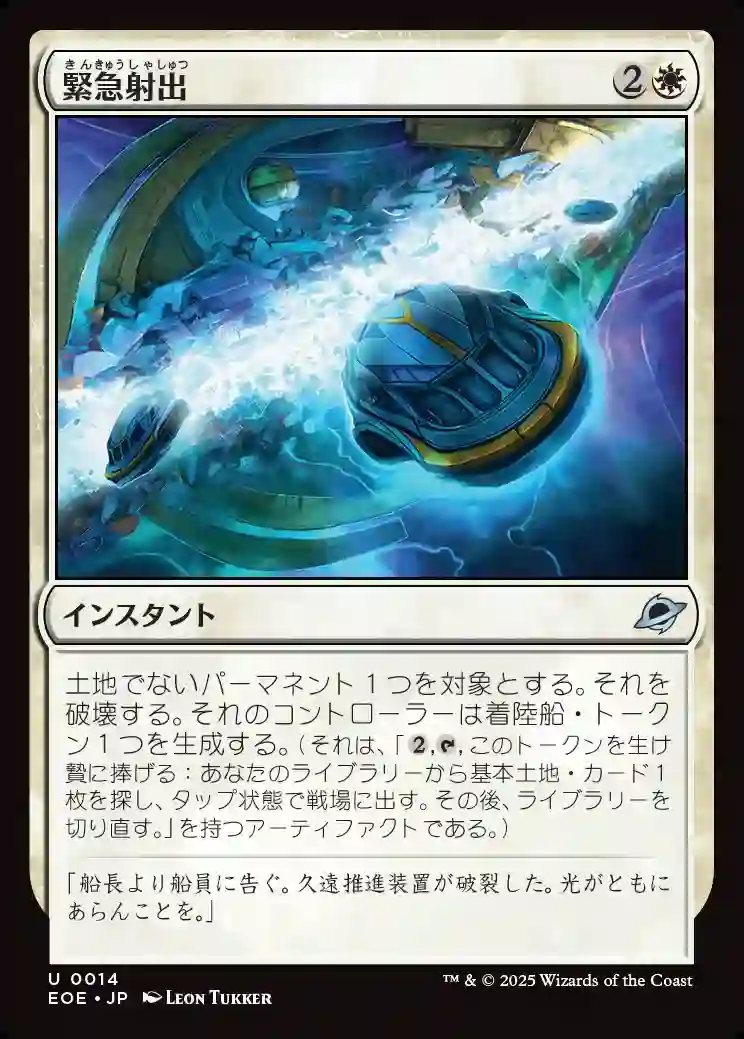 きんきゅうしゃしゅつ
緊急射出
2
インスタント
土地でないパーマネント1つを対象とする。それを
破壊する。それのコントローラーは着陸船・トーク
ン1つを生成する。(それは、「2,このトークンを生け
贄に捧げる:あなたのライブラリーから基本土地・カード1
枚を探し、タップ状態で戦場に出す。その後、ライブラリーを
切り直す。」を持つアーティファクトである。)
「船長より船員に告ぐ。久遠推進装置が破裂した。光がともに
あらんことを。」
U 0014
EOE・JP LEON TUKKER
™ & © 2025 Wizards of the Coast